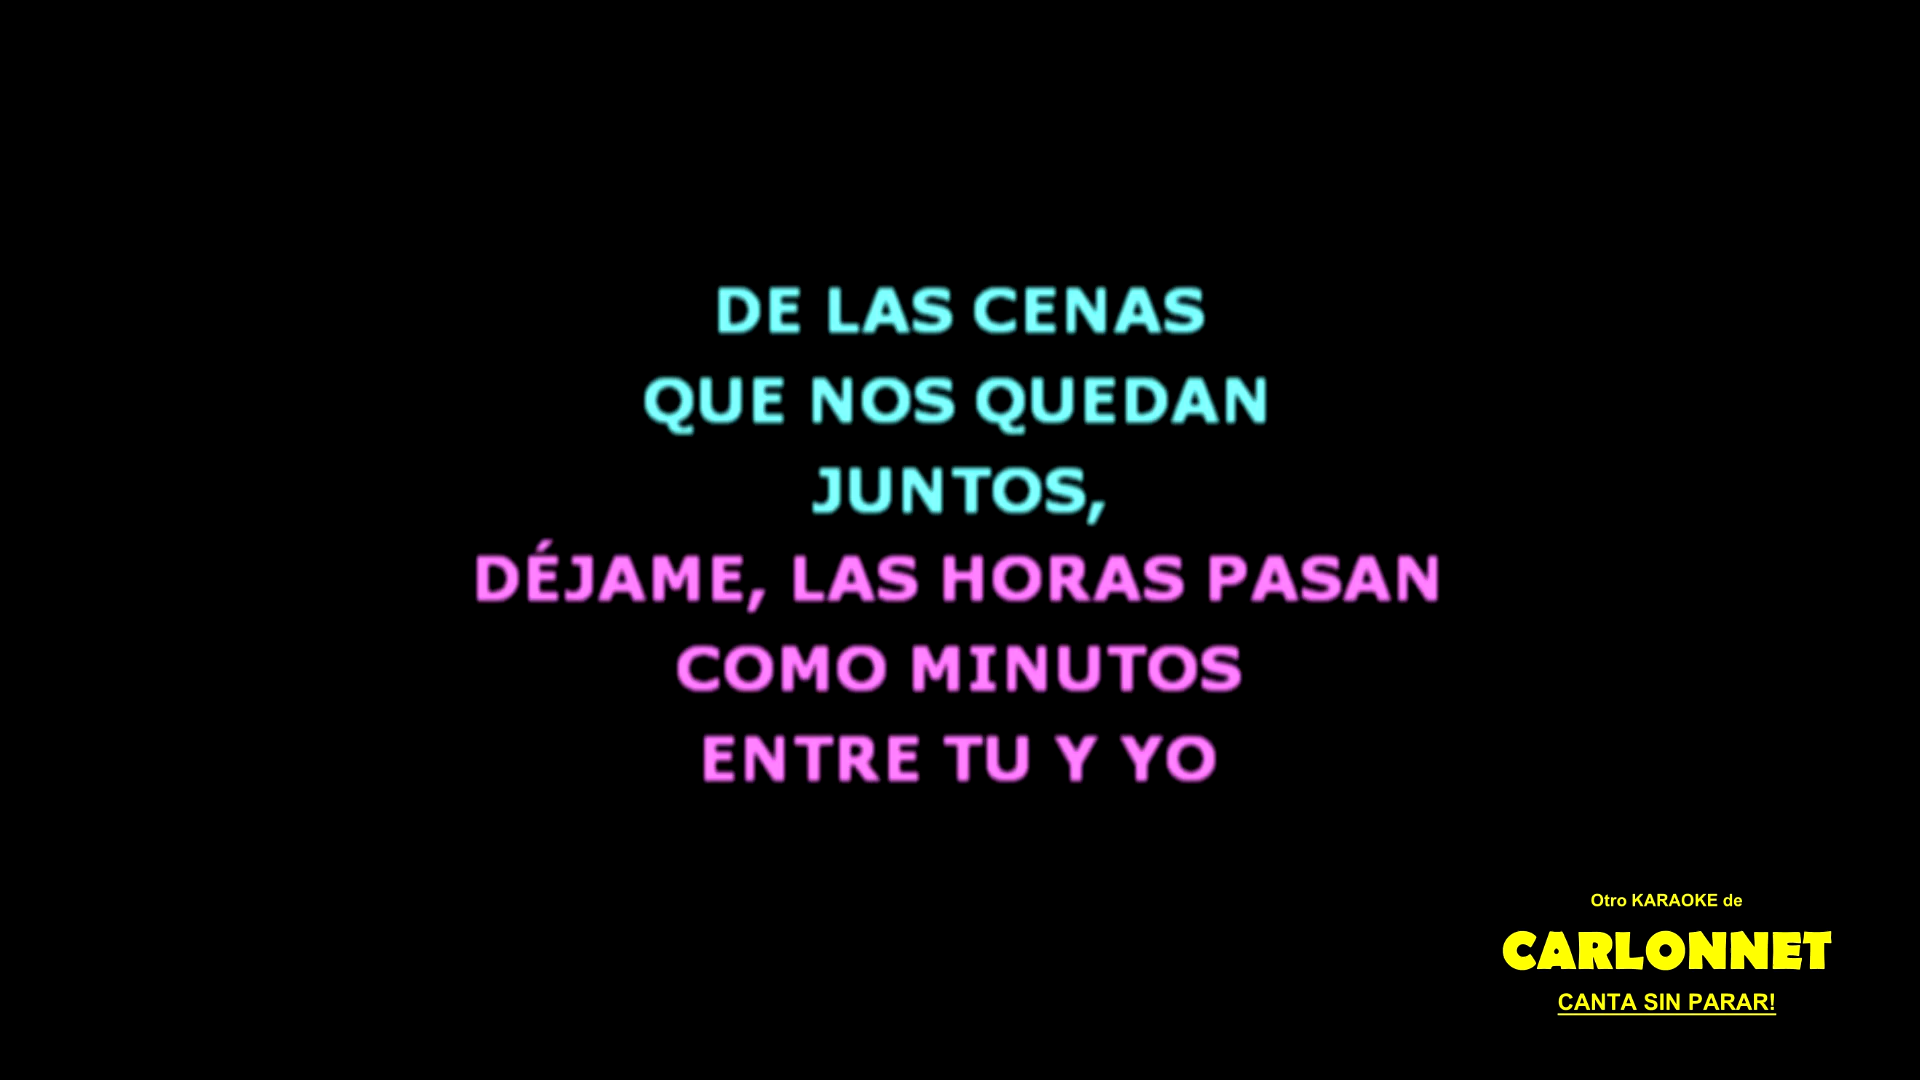 DE LAS CENAS
QUE NOS QUEDAN
JUNTOS,
DÉJAME, LAS HORAS PASAN
COMO MINUTOS
ENTRE TU Y YO
Otro KARAOKE de
CARLONNET
CANTA SIN PARAR!